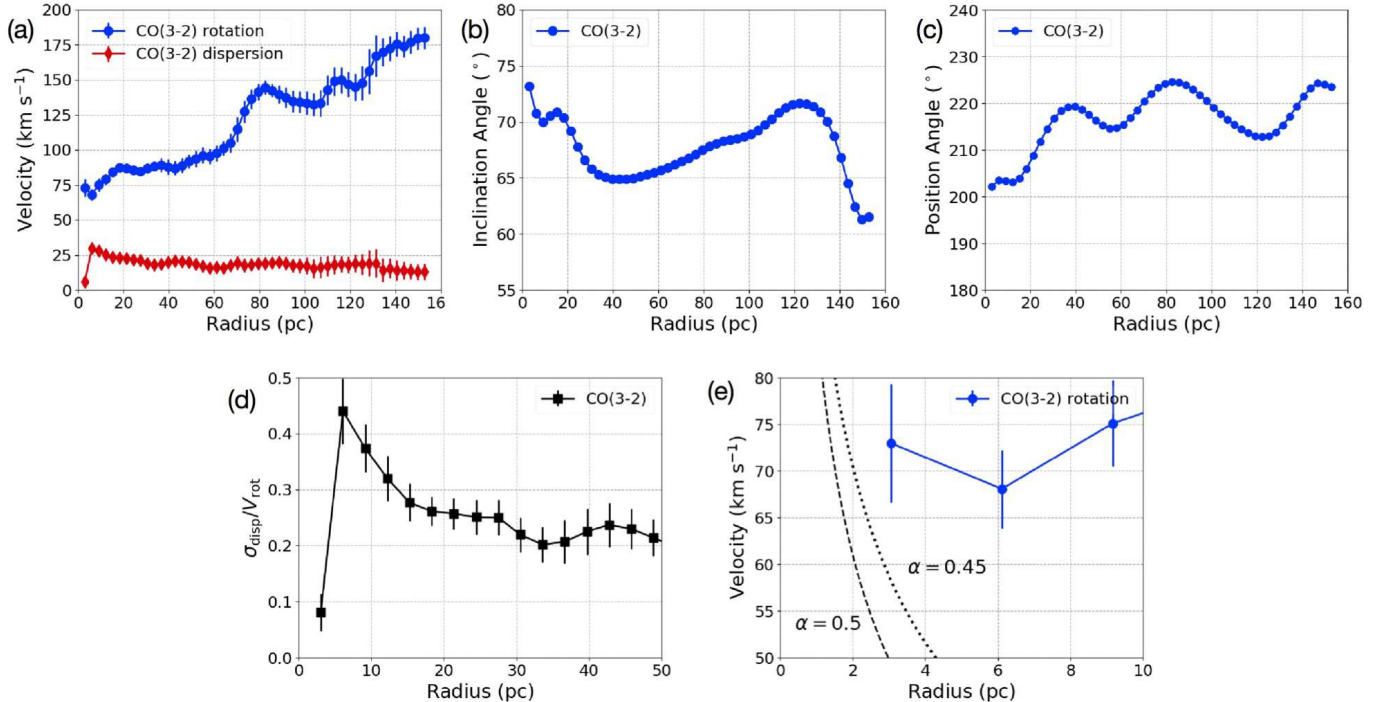 (a)
200
175
150
125
100
75
50
25
0
Velocity (km s⁻¹)
CO(3-2) rotation
CO(3-2) dispersion
0 20 40 60 80 100 120 140 16
Radius (pc)
(b)
80
75
70
65
60
55
Inclination Angle (°)
CO(3-2)
0 20 40 60 80 100 120 140 160
Radius (pc)
(c)
240
230
220
210
200
190
180
Position Angle (°)
CO(3-2)
0 20 40 60 80 100 120 140 160
Radius (pc)
(d)
0.5
0.4
0.3
0.2
0.1
0.0
σdisp/Vrot
CO(3-2)
0 10 20 30 40 50
Radius (pc)
(e)
80
75
70
65
60
55
50
Velocity (km s⁻¹)
CO(3-2) rotation
α = 0.45
α = 0.5
0 2 4 6 8 10
Radius (pc)